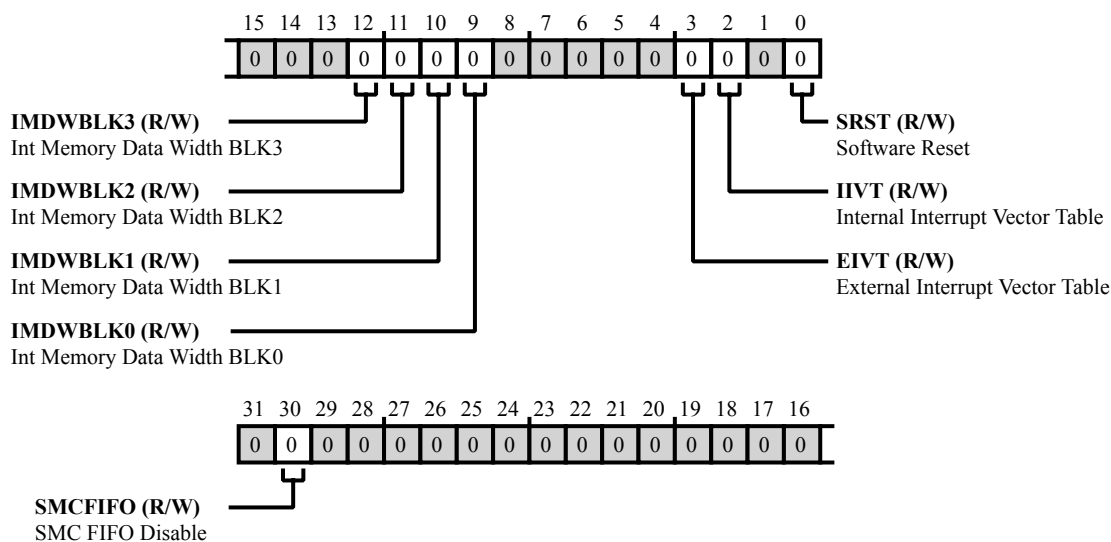 15 14 13 12 11 10 9 8 7 6 5 4 3 2 1 0
0 0 0 0 0 0 0 0 0 0 0 0 0 0 0 0
IMDWBLK3 (R/W)
Int Memory Data Width BLK3
IMDWBLK2 (R/W)
Int Memory Data Width BLK2
IMDWBLK1 (R/W)
Int Memory Data Width BLK1
IMDWBLK0 (R/W)
Int Memory Data Width BLK0
SRST (R/W)
Software Reset
IIVT (R/W)
Internal Interrupt Vector Table
EIVT (R/W)
External Interrupt Vector Table
31 30 29 28 27 26 25 24 23 22 21 20 19 18 17 16
0 0 0 0 0 0 0 0 0 0 0 0 0 0 0 0
SMCFIFO (R/W)
SMC FIFO Disable